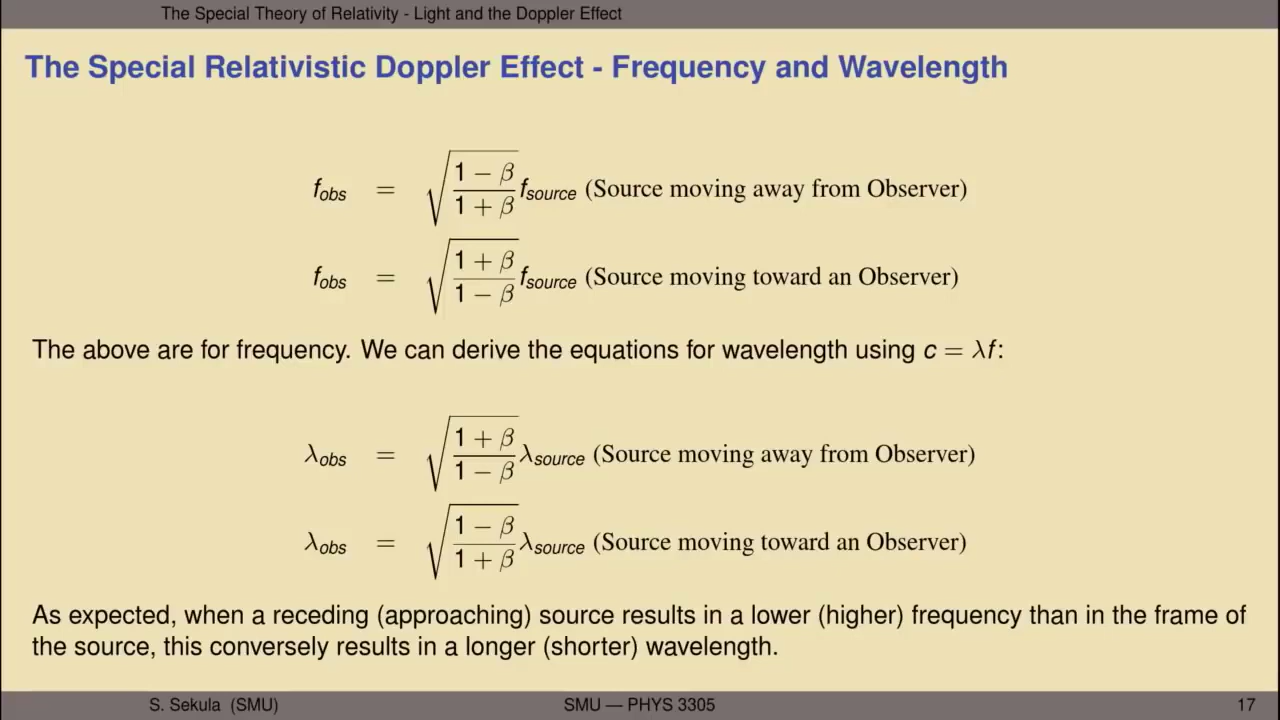 The Special Theory of Relativity - Light and the Doppler Effect
The Special Relativistic Doppler Effect - Frequency and Wavelength
f_obs = √((1 − β)/(1 + β)) f_source (Source moving away from Observer)
f_obs = √((1 + β)/(1 − β)) f_source (Source moving toward an Observer)
The above are for frequency. We can derive the equations for wavelength using c = λf:
λ_obs = √((1 + β)/(1 − β)) λ_source (Source moving away from Observer)
λ_obs = √((1 − β)/(1 + β)) λ_source (Source moving toward an Observer)
As expected, when a receding (approaching) source results in a lower (higher) frequency than in the frame of
the source, this conversely results in a longer (shorter) wavelength.
S. Sekula (SMU) SMU — PHYS 3305 17